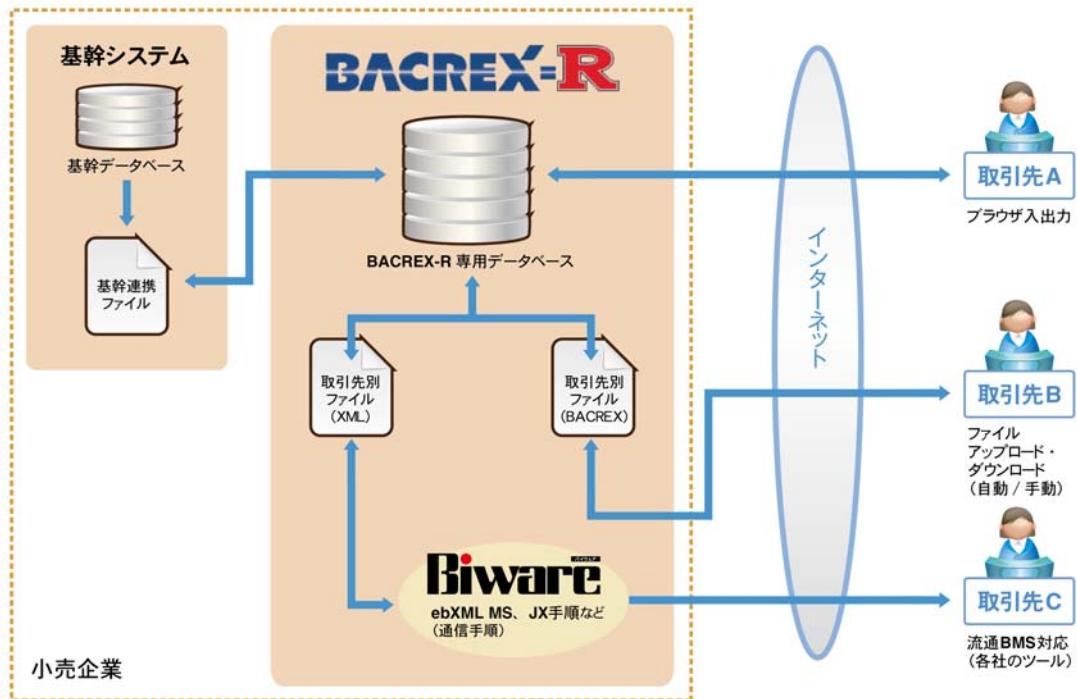 基幹システム
基幹データベース
基幹連携
ファイル
BACREX=R
BACREX-R 専用データベース
取引先別
ファイル
(XML)
取引先別
ファイル
(BACREX)
バイウェア
Biware
ebXML MS、JX手順など
(通信手順)
小売企業
インターネット
取引先A
ブラウザ入出力
取引先B
ファイル
アップロード・
ダウンロード
(自動 / 手動)
取引先C
流通BMS対応
(各社のツール)